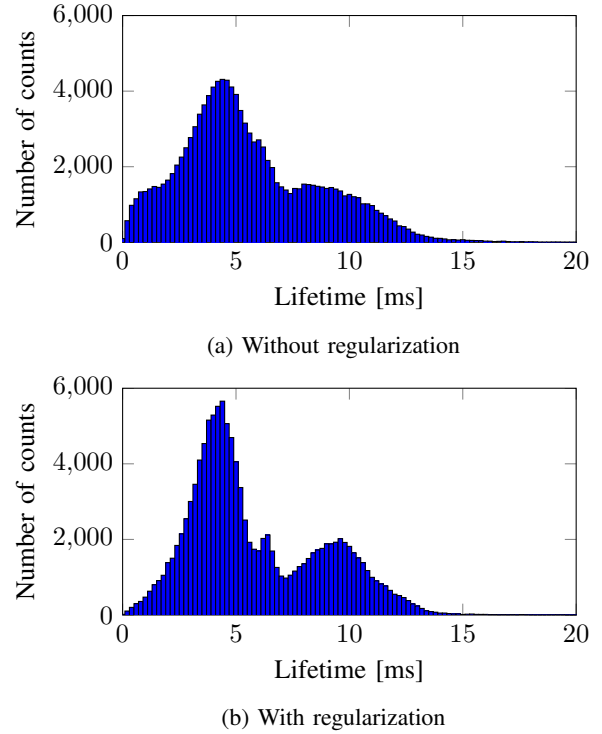 6,000
4,000
2,000
0
Number of counts
0 5 10 15 20
Lifetime [ms]
(a) Without regularization
6,000
4,000
2,000
0
Number of counts
0 5 10 15 20
Lifetime [ms]
(b) With regularization